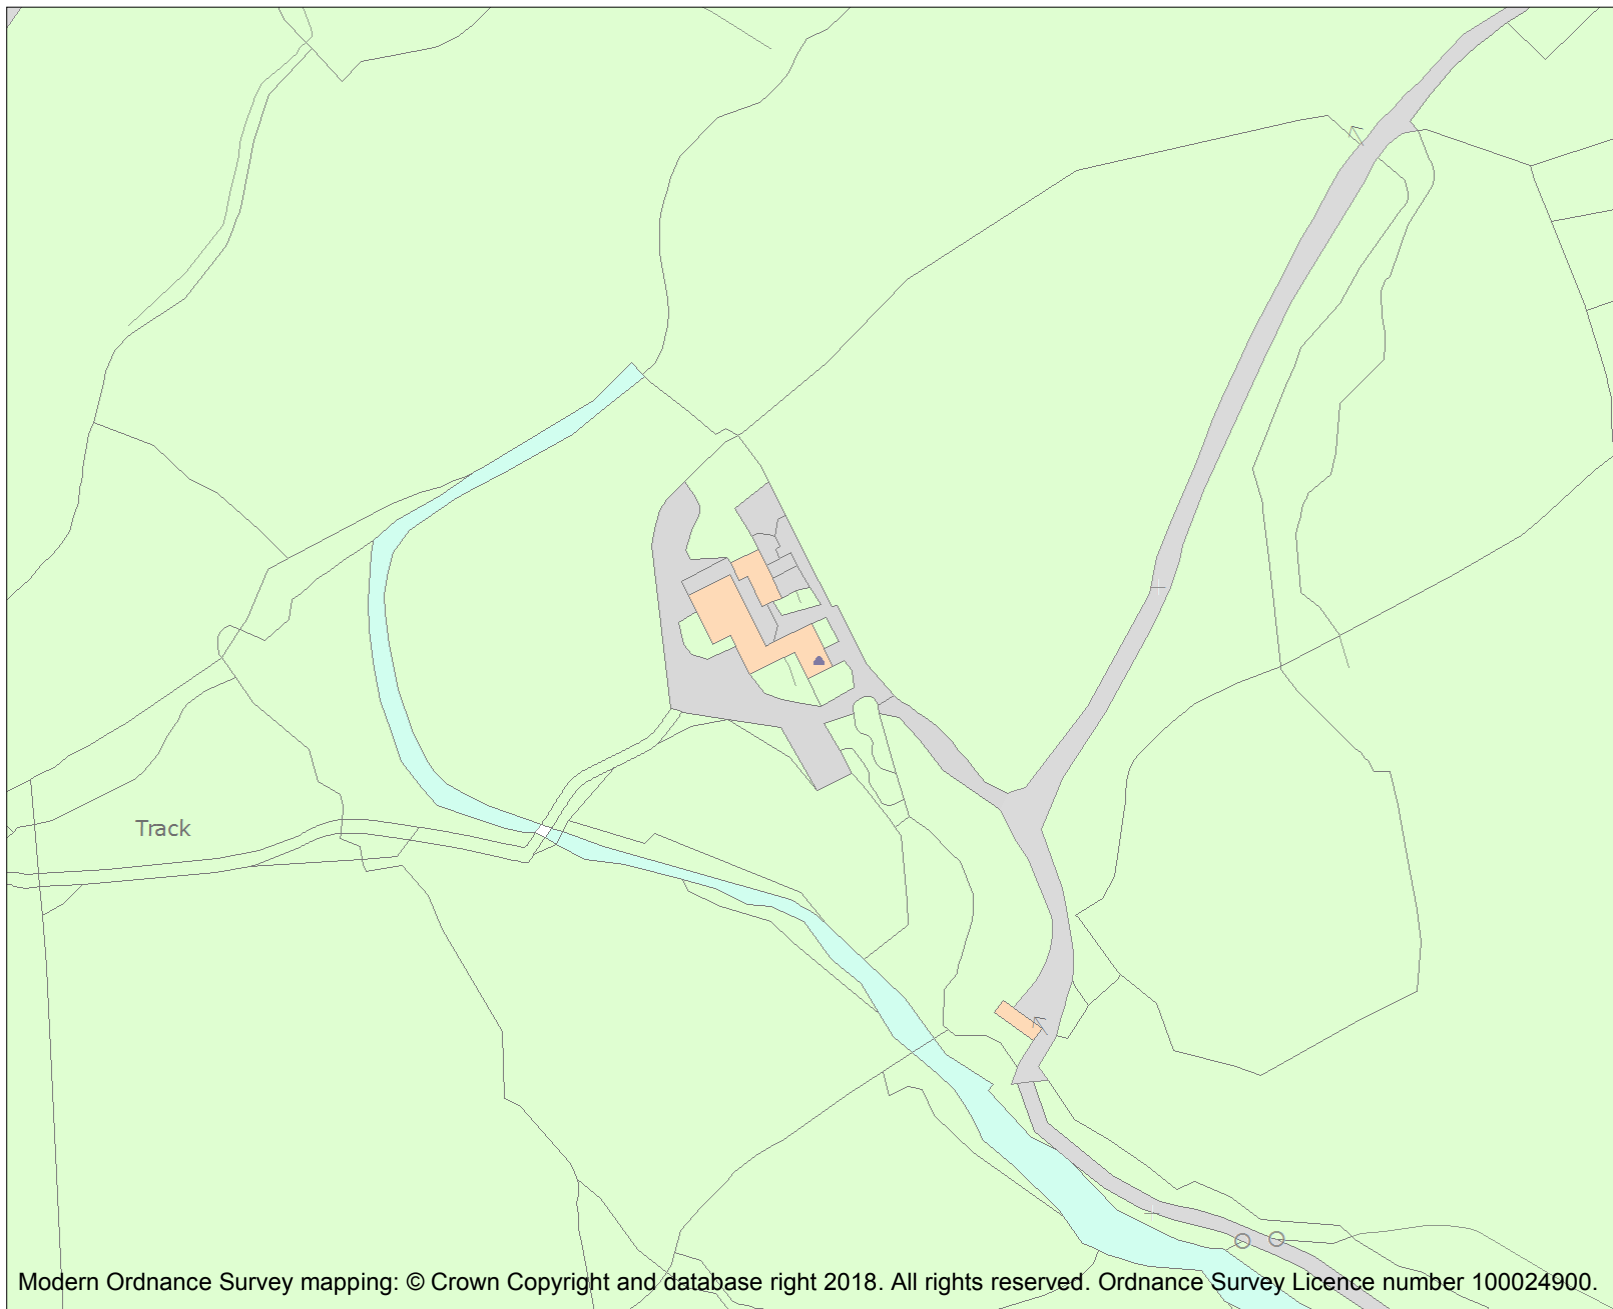 Track
Modern Ordnance Survey mapping: © Crown Copyright and database right 2018. All rights reserved. Ordnance Survey Licence number 100024900.